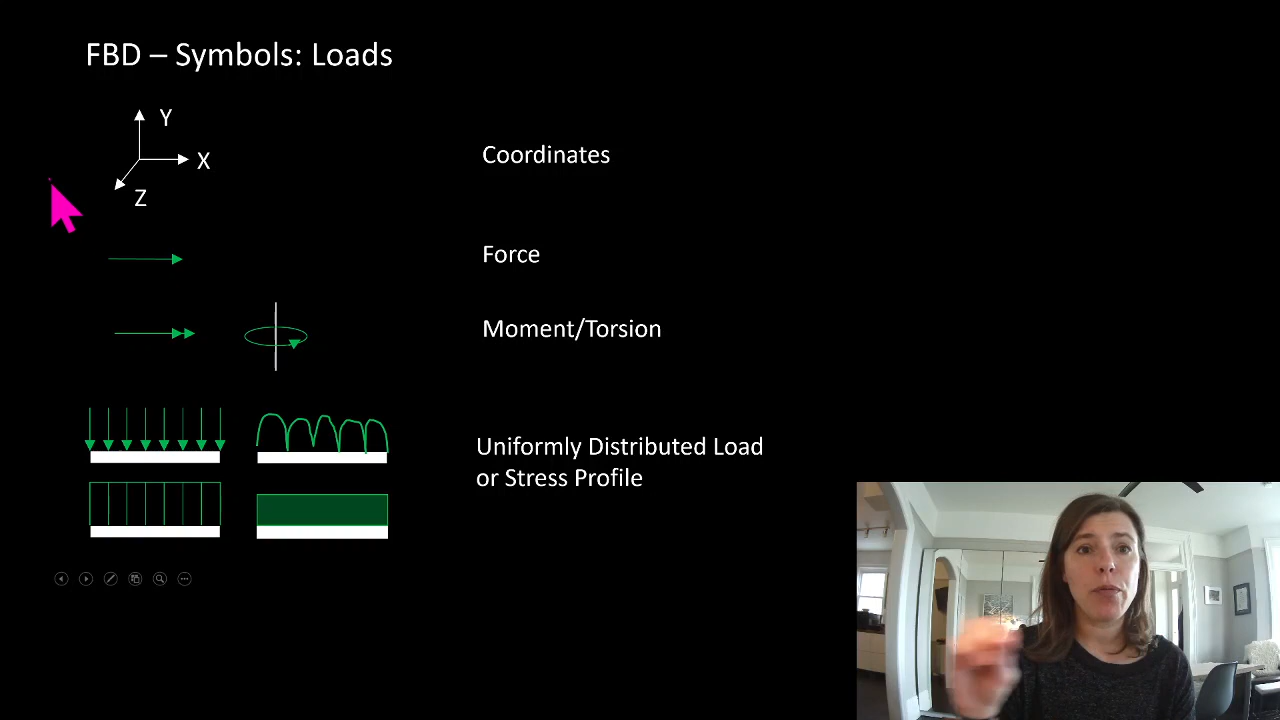 FBD – Symbols: Loads
Y
X
Z
Coordinates
Force
Moment/Torsion
Uniformly Distributed Load
or Stress Profile